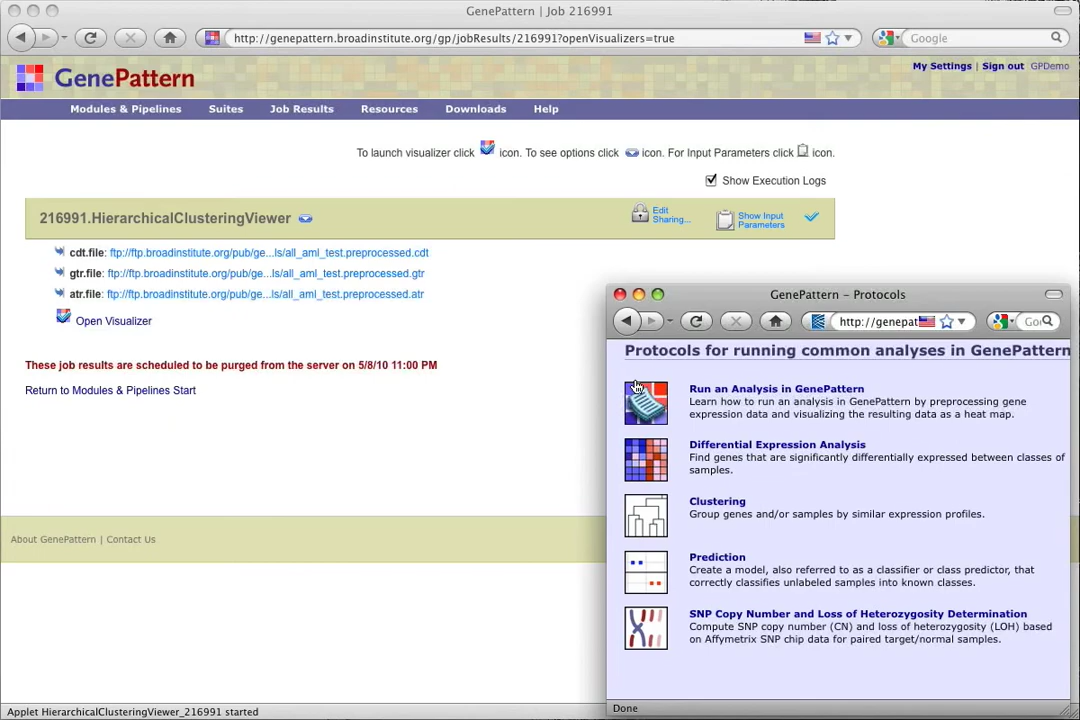 GenePattern | Job 216991
http://genepattern.broadinstitute.org/gp/jobResults/216991?openVisualizers=true
Google
My Settings | Sign out GPDemo
GenePattern
Modules & Pipelines Suites Job Results Resources Downloads Help
To launch visualizer click icon. To see options click icon. For Input Parameters click icon.
Show Execution Logs
216991.HierarchicalClusteringViewer
Edit
Sharing...
Show Input
Parameters
cdt.file: ftp://ftp.broadinstitute.org/pub/ge...ls/all_aml_test.preprocessed.cdt
gtr.file: ftp://ftp.broadinstitute.org/pub/ge...ls/all_aml_test.preprocessed.gtr
atr.file: ftp://ftp.broadinstitute.org/pub/ge...ls/all_aml_test.preprocessed.atr
Open Visualizer
These job results are scheduled to be purged from the server on 5/8/10 11:00 PM
Return to Modules & Pipelines Start
About GenePattern | Contact Us
Applet HierarchicalClusteringViewer_216991 started
GenePattern - Protocols
http://genepat
Goo
Protocols for running common analyses in GenePattern
Run an Analysis in GenePattern
Learn how to run an analysis in GenePattern by preprocessing gene
expression data and visualizing the resulting data as a heat map.
Differential Expression Analysis
Find genes that are significantly differentially expressed between classes of
samples.
Clustering
Group genes and/or samples by similar expression profiles.
Prediction
Create a model, also referred to as a classifier or class predictor, that
correctly classifies unlabeled samples into known classes.
SNP Copy Number and Loss of Heterozygosity Determination
Compute SNP copy number (CN) and loss of heterozygosity (LOH) based
on Affymetrix SNP chip data for paired target/normal samples.
Done